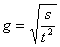 g = √(s/t²)